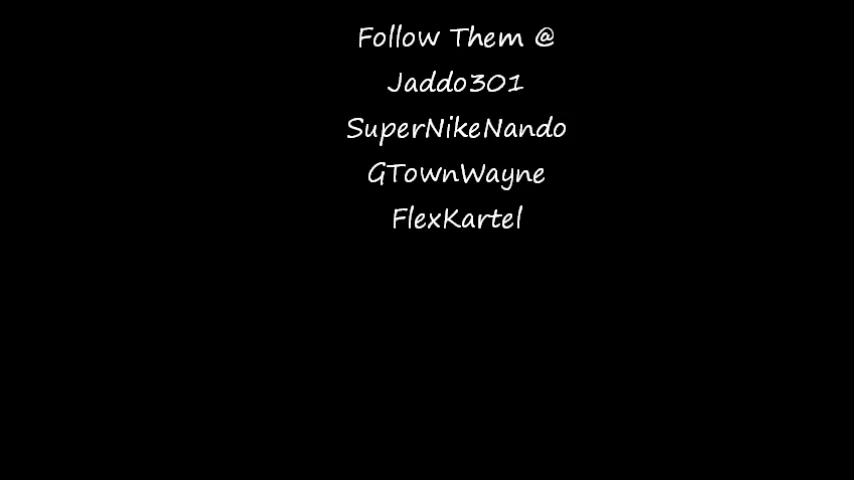 Follow Them @
Jaddo301
SuperNikeNando
GTownWayne
FlexKartel